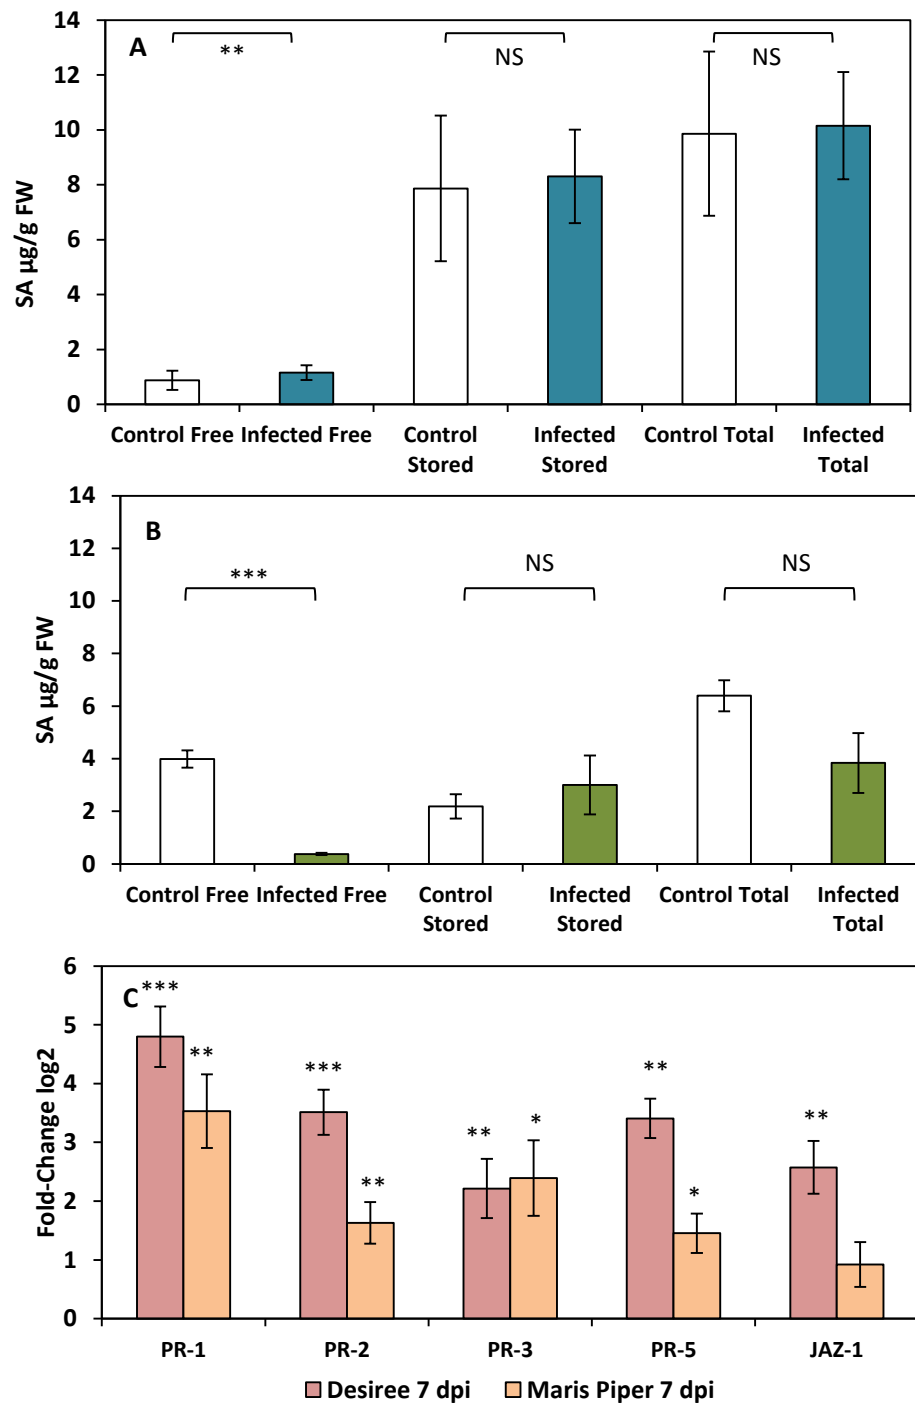 A
14
12
10
8
6
4
2
0
SA µg/g FW
**
NS
NS
Control Free
Infected Free
Control
Stored
Infected
Stored
Control Total
Infected
Total
B
14
12
10
8
6
4
2
0
SA µg/g FW
***
NS
NS
Control Free
Infected Free
Control
Stored
Infected
Stored
Control Total
Infected
Total
C
6
5
4
3
2
1
0
Fold-Change log2
***
**
***
**
**
*
**
*
**
PR-1
PR-2
PR-3
PR-5
JAZ-1
Desiree 7 dpi
Maris Piper 7 dpi